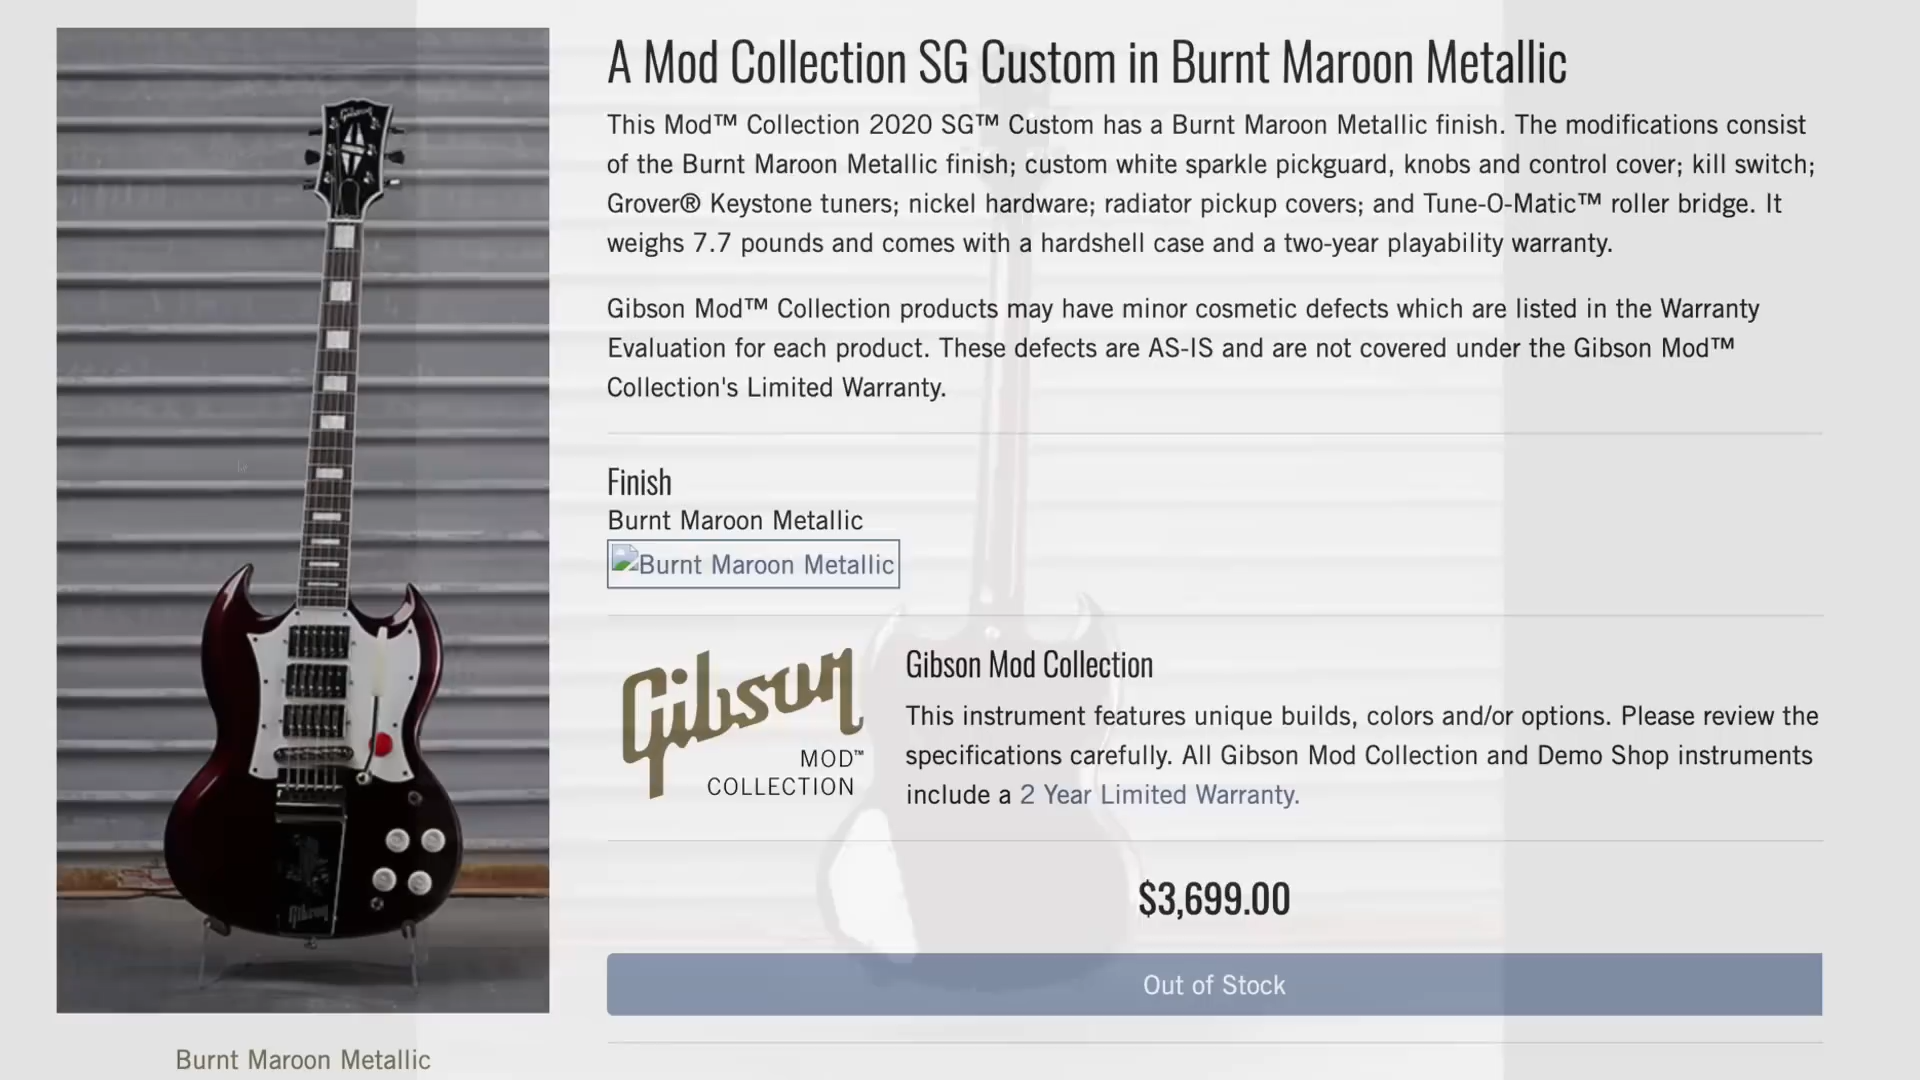 A Mod Collection SG Custom in Burnt Maroon Metallic
This Mod™ Collection 2020 SG™ Custom has a Burnt Maroon Metallic finish. The modifications consist
of the Burnt Maroon Metallic finish; custom white sparkle pickguard, knobs and control cover; kill switch;
Grover® Keystone tuners; nickel hardware; radiator pickup covers; and Tune-O-Matic™ roller bridge. It
weighs 7.7 pounds and comes with a hardshell case and a two-year playability warranty.
Gibson Mod™ Collection products may have minor cosmetic defects which are listed in the Warranty
Evaluation for each product. These defects are AS-IS and are not covered under the Gibson Mod™
Collection's Limited Warranty.
Finish
Burnt Maroon Metallic
Burnt Maroon Metallic
Gibson
MOD™
COLLECTION
Gibson Mod Collection
This instrument features unique builds, colors and/or options. Please review the
specifications carefully. All Gibson Mod Collection and Demo Shop instruments
include a 2 Year Limited Warranty.
$3,699.00
Out of Stock
Gibson
Gibson
Burnt Maroon Metallic